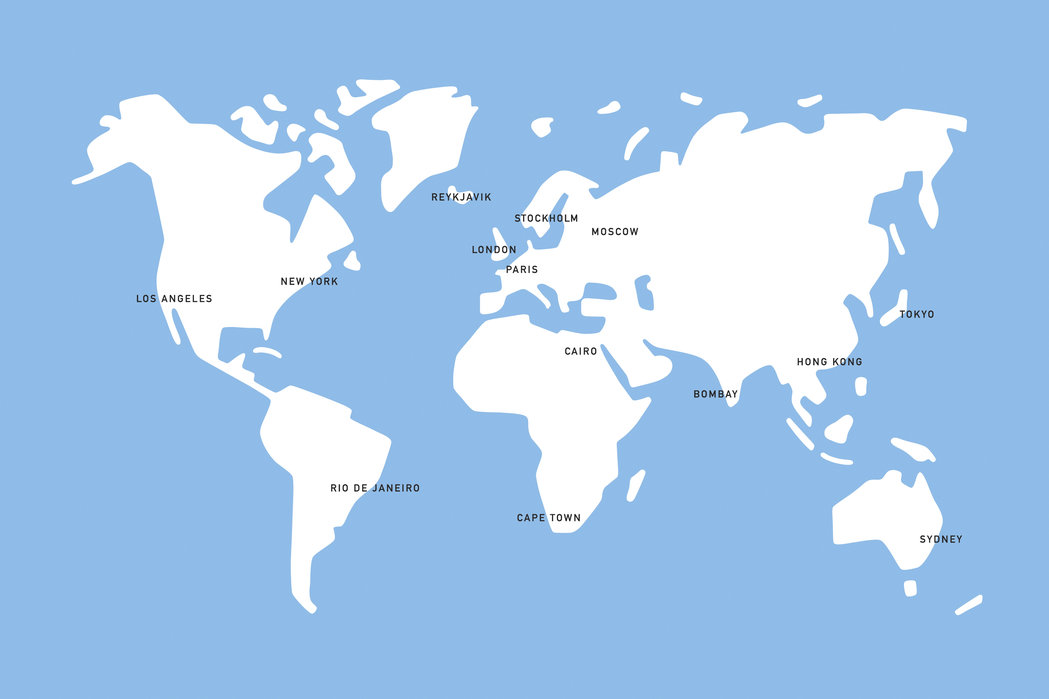 REYKJAVIK
STOCKHOLM
MOSCOW
LONDON
PARIS
NEW YORK
LOS ANGELES
TOKYO
CAIRO
HONG KONG
BOMBAY
RIO DE JANEIRO
CAPE TOWN
SYDNEY